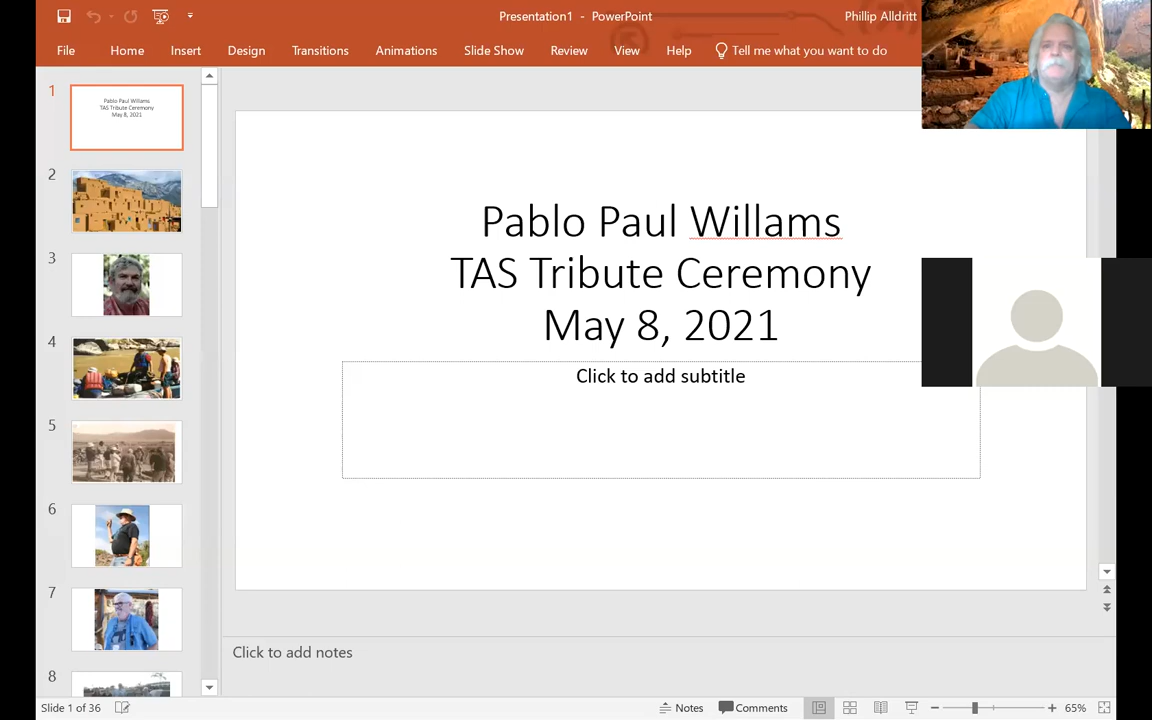 Presentation1 - PowerPoint
Phillip Alldritt
File Home Insert Design Transitions Animations Slide Show Review View Help Tell me what you want to do
1
Pablo Paul Willams
TAS Tribute Ceremony
May 8, 2021
2
3
4
5
6
7
8
Pablo Paul Willams
TAS Tribute Ceremony
May 8, 2021
Click to add subtitle
Click to add notes
Slide 1 of 36 Notes Comments 65%